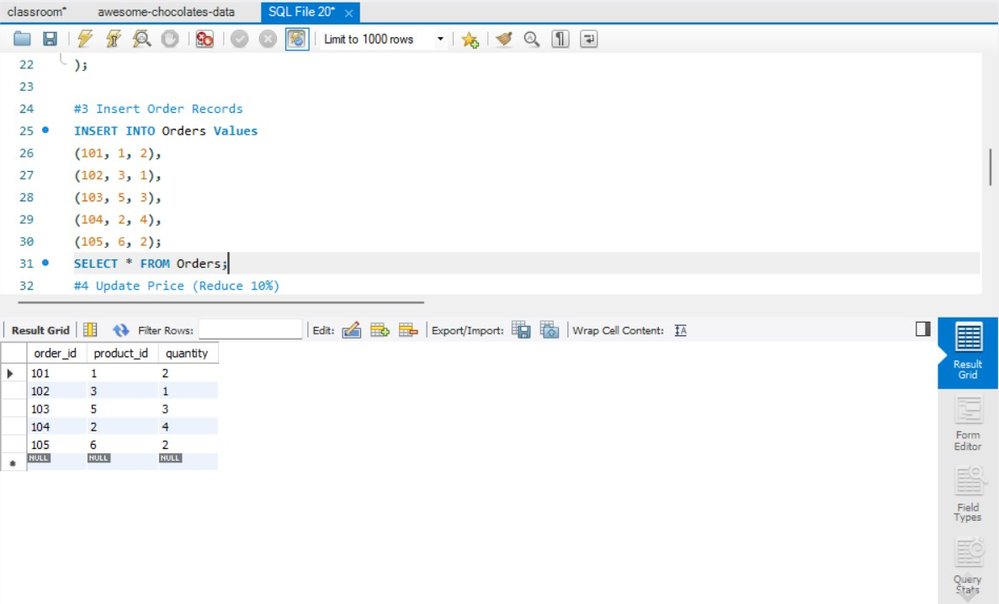 classroom* awesome-chocolates-data SQL File 20*
Limit to 1000 rows
22 );
23
24 #3 Insert Order Records
25 INSERT INTO Orders Values
26 (101, 1, 2),
27 (102, 3, 1),
28 (103, 5, 3),
29 (104, 2, 4),
30 (105, 6, 2);
31 SELECT * FROM Orders;
32 #4 Update Price (Reduce 10%)
Result Grid Filter Rows: Edit: Export/Import: Wrap Cell Content: IA
order_id product_id quantity
101 1 2
102 3 1
103 5 3
104 2 4
105 6 2
NULL NULL NULL
Result
Grid
Form
Editor
Field
Types
Query
Stats